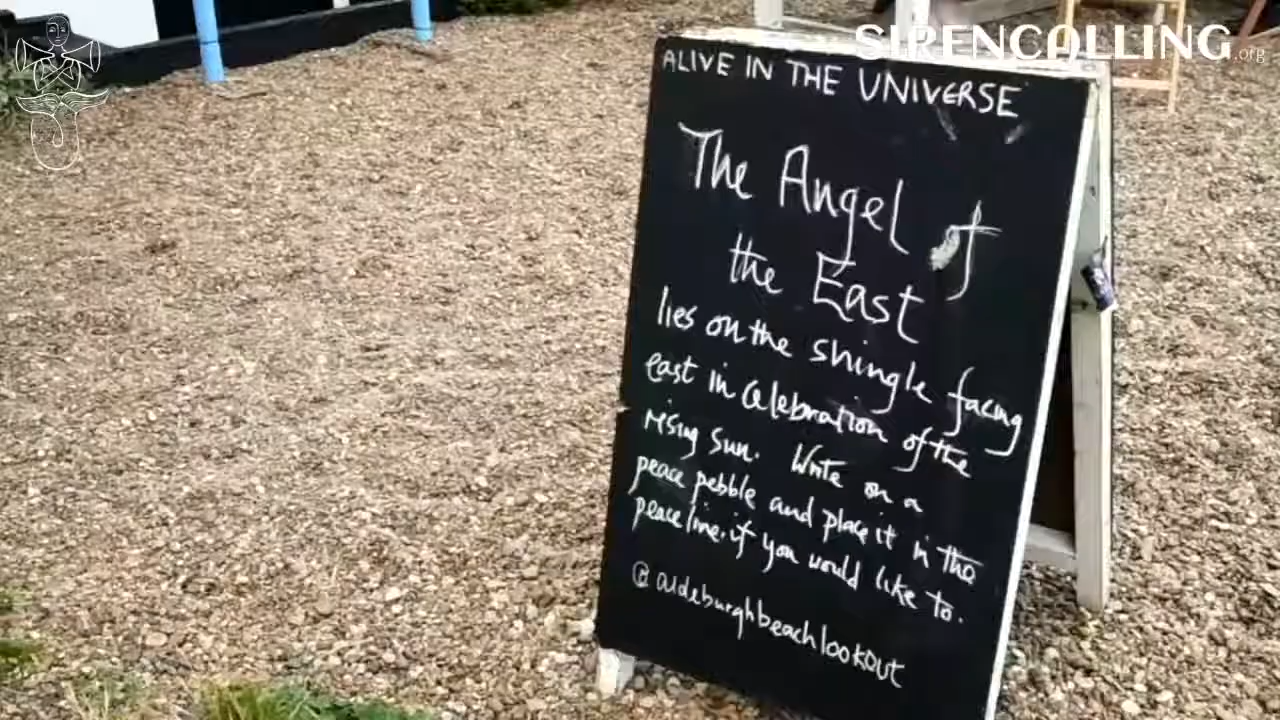 SIRENCALLING.org
ALIVE IN THE UNIVERSE
The Angel of
the East
lies on the shingle facing
east in celebration of the
rising sun. Write on a
peace pebble and place it in the
peace line. if you would like to.
@aldeburghbeachlookout